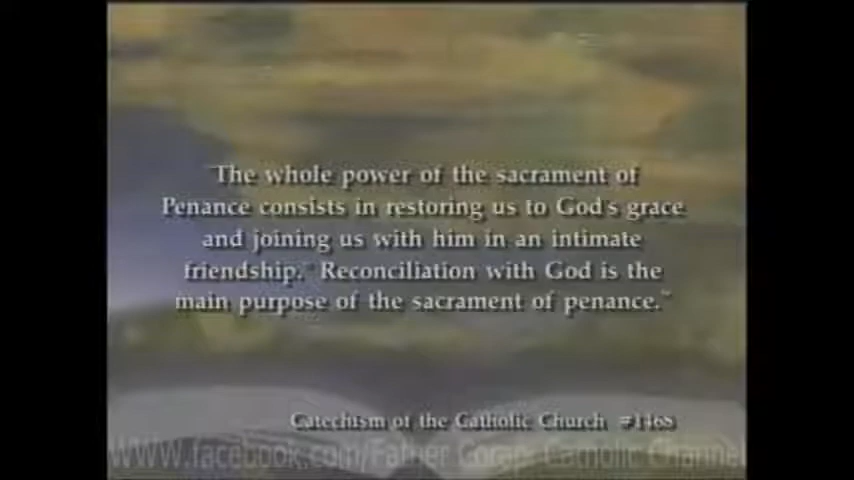 "The whole power of the sacrament of
Penance consists in restoring us to God's grace
and joining us with him in an intimate
friendship." Reconciliation with God is the
main purpose of the sacrament of penance."
Catechism of the Catholic Church #1468
WWW.facebook.com/Father Corapi Catholic Channel